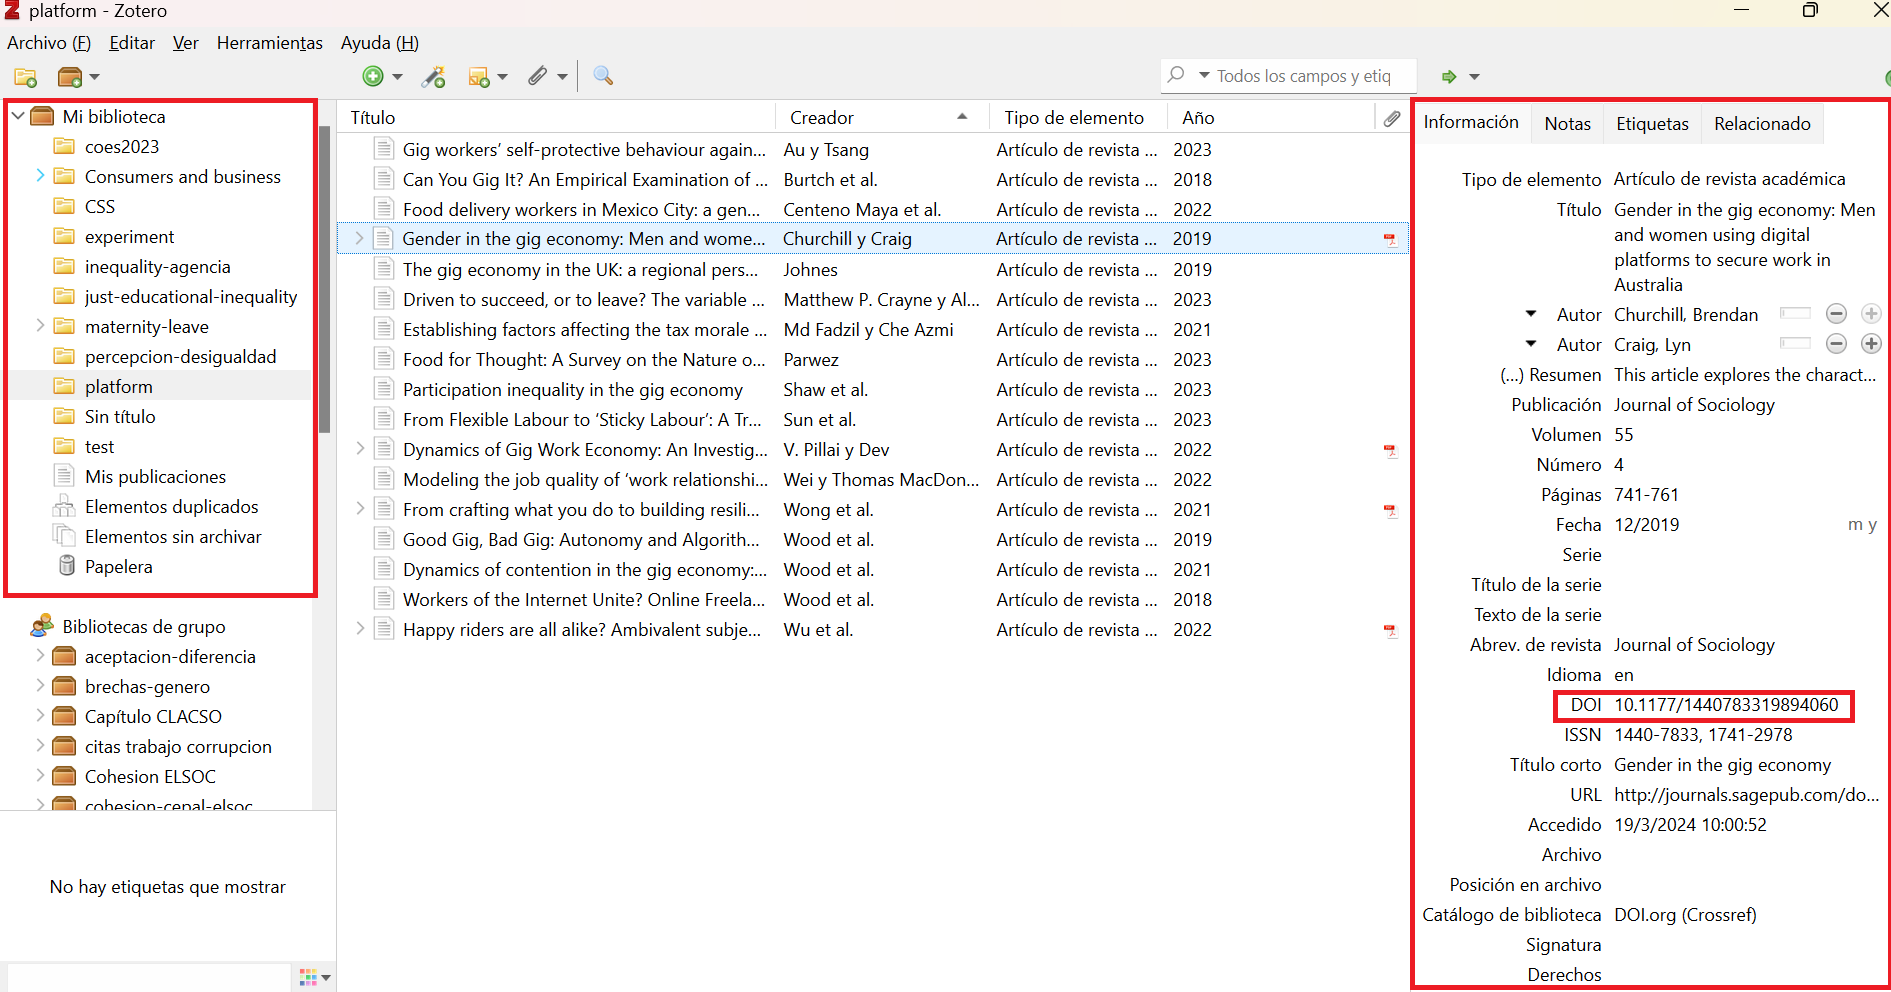 platform - Zotero
Archivo (F) Editar Ver Herramientas Ayuda (H)
Todos los campos y etiq
Mi biblioteca
coes2023
Consumers and business
CSS
experiment
inequality-agencia
just-educational-inequality
maternity-leave
percepcion-desigualdad
platform
Sin título
test
Mis publicaciones
Elementos duplicados
Elementos sin archivar
Papelera
Bibliotecas de grupo
aceptacion-diferencia
brechas-genero
Capítulo CLACSO
citas trabajo corrupcion
Cohesion ELSOC
cohesion-cepal-elsoc
No hay etiquetas que mostrar
Título Creador Tipo de elemento Año
Gig workers’ self-protective behaviour again... Au y Tsang Artículo de revista ... 2023
Can You Gig It? An Empirical Examination of ... Burtch et al. Artículo de revista ... 2018
Food delivery workers in Mexico City: a gen... Centeno Maya et al. Artículo de revista ... 2022
Gender in the gig economy: Men and wome... Churchill y Craig Artículo de revista ... 2019
The gig economy in the UK: a regional pers... Johnes Artículo de revista ... 2019
Driven to succeed, or to leave? The variable ... Matthew P. Crayne y Al... Artículo de revista ... 2023
Establishing factors affecting the tax morale ... Md Fadzil y Che Azmi Artículo de revista ... 2021
Food for Thought: A Survey on the Nature o... Parwez Artículo de revista ... 2023
Participation inequality in the gig economy Shaw et al. Artículo de revista ... 2023
From Flexible Labour to ‘Sticky Labour’: A Tr... Sun et al. Artículo de revista ... 2023
Dynamics of Gig Work Economy: An Investig... V. Pillai y Dev Artículo de revista ... 2022
Modeling the job quality of ‘work relationshi... Wei y Thomas MacDon... Artículo de revista ... 2022
From crafting what you do to building resili... Wong et al. Artículo de revista ... 2021
Good Gig, Bad Gig: Autonomy and Algorith... Wood et al. Artículo de revista ... 2019
Dynamics of contention in the gig economy:... Wood et al. Artículo de revista ... 2021
Workers of the Internet Unite? Online Freela... Wood et al. Artículo de revista ... 2018
Happy riders are all alike? Ambivalent subje... Wu et al. Artículo de revista ... 2022
Información Notas Etiquetas Relacionado
Tipo de elemento Artículo de revista académica
Título Gender in the gig economy: Men
and women using digital
platforms to secure work in
Australia
Autor Churchill, Brendan
Autor Craig, Lyn
(...) Resumen This article explores the charact...
Publicación Journal of Sociology
Volumen 55
Número 4
Páginas 741-761
Fecha 12/2019 m y
Serie
Título de la serie
Texto de la serie
Abrev. de revista Journal of Sociology
Idioma en
DOI 10.1177/1440783319894060
ISSN 1440-7833, 1741-2978
Título corto Gender in the gig economy
URL http://journals.sagepub.com/do...
Accedido 19/3/2024 10:00:52
Archivo
Posición en archivo
Catálogo de biblioteca DOI.org (Crossref)
Signatura
Derechos